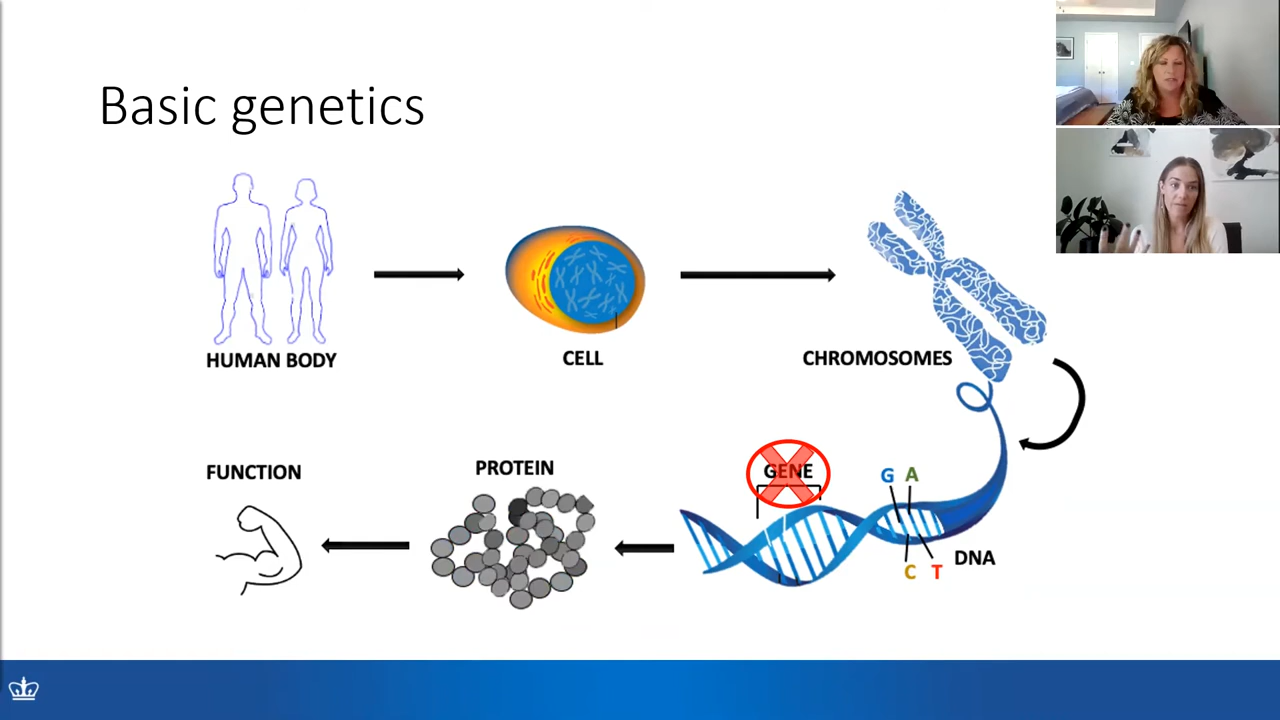 Basic genetics
HUMAN BODY
CELL
CHROMOSOMES
FUNCTION
PROTEIN
GENE
G A
C T
DNA